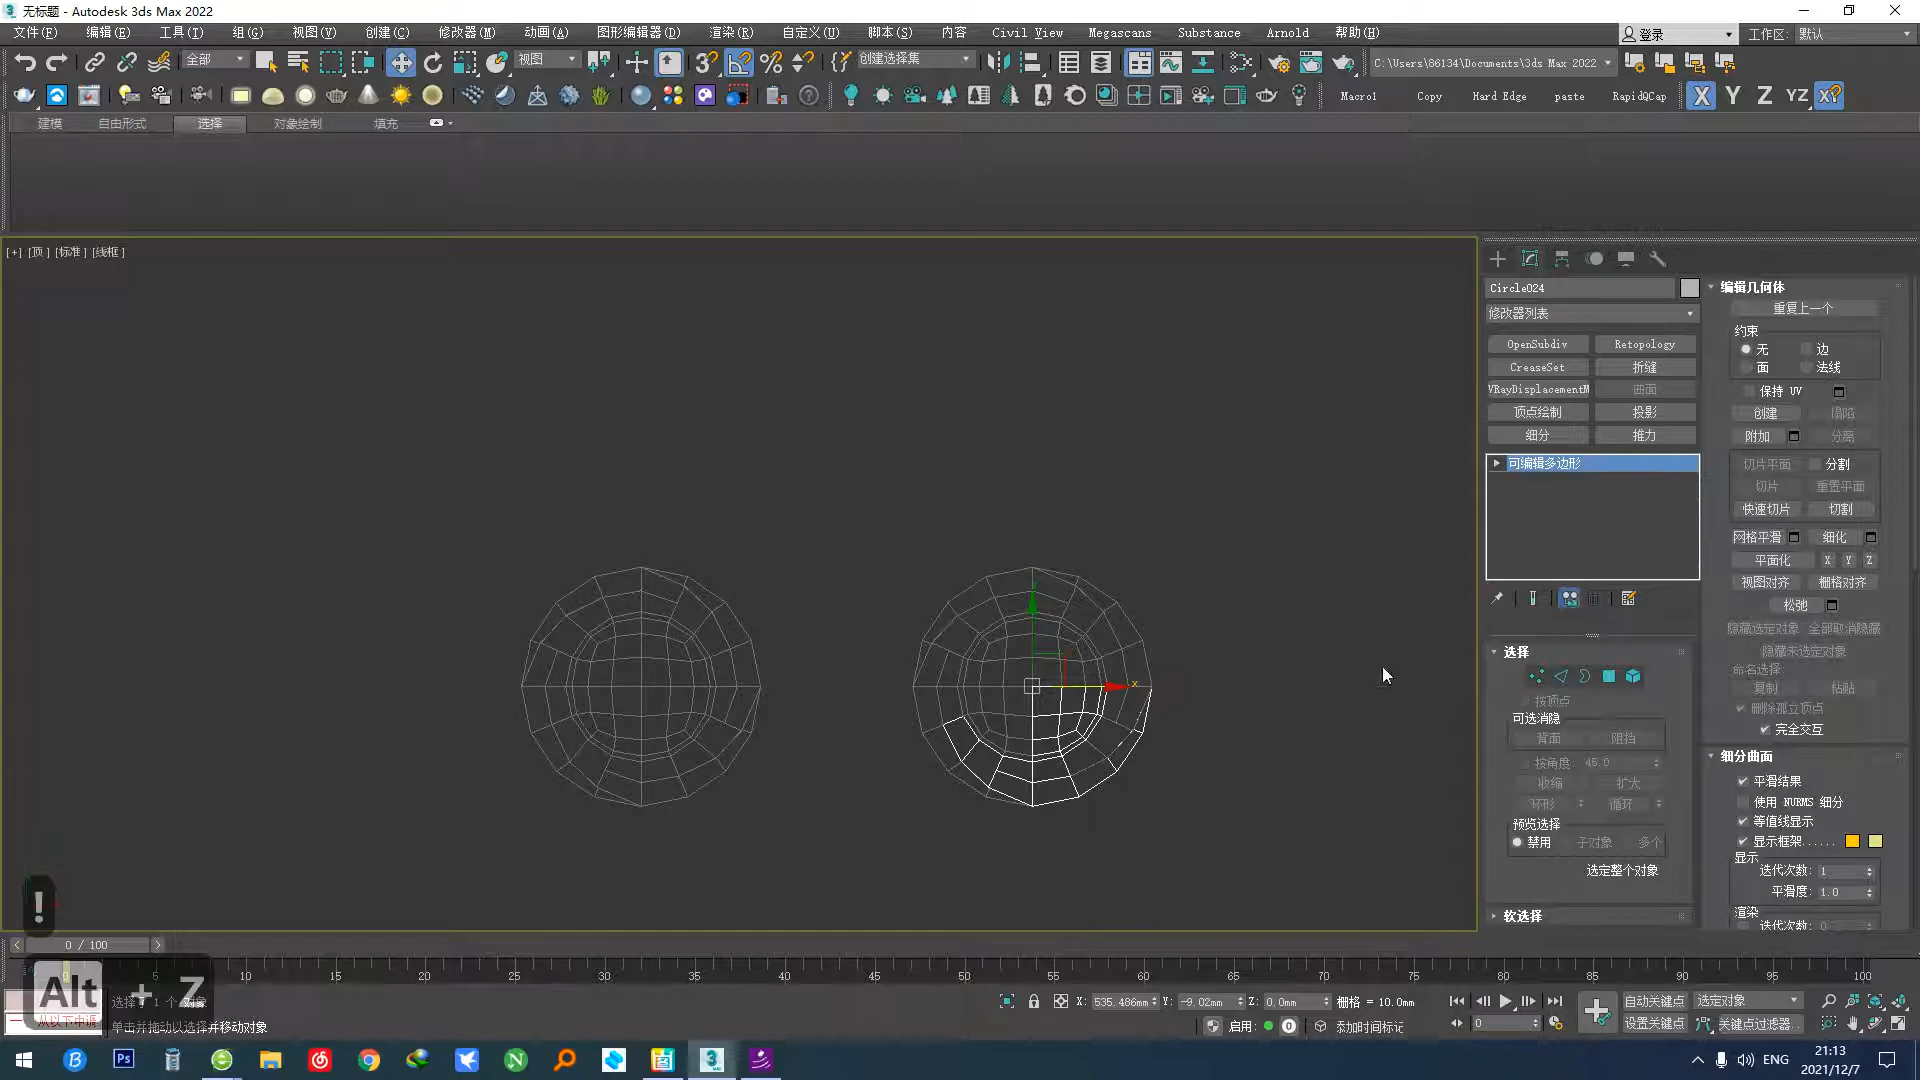 无标题 - Autodesk 3ds Max 2022
文件(F) 编辑(E) 工具(T) 组(G) 视图(V) 创建(C) 修改器(M) 动画(A) 图形编辑器(D) 渲染(R) 自定义(U) 脚本(S) 内容 Civil View Megascans Substance Arnold 帮助(H) 登录 工作区: 默认
全部 视图 创建选择集 C:\Users\86134\Documents\3ds Max 2022
Macro1 Copy Hard Edge paste RapidQCap X Y Z YZ XY
建模 自由形式 选择 对象绘制 填充
[+] [顶] [标准] [线框]
Circle024
修改器列表
OpenSubdiv Retopology
CreaseSet 折缝
VRayDisplacementM 曲面
顶点绘制 投影
细分 推力
可编辑多边形
选择
按顶点
可选消隐
背面 阻挡
按角度: 45.0
收缩 扩大
环形 循环
预览选择
禁用 子对象 多个
选定整个对象
软选择
编辑几何体
重复上一个
约束
无 边
面 法线
保持 UV
创建 塌陷
附加 分离
切片平面 分割
切片 重置平面
快速切片 切割
网格平滑 细化
平面化 X Y Z
视图对齐 栅格对齐
松弛
隐藏选定对象 全部取消隐藏
隐藏未选定对象
命名选择:
复制 粘贴
删除孤立顶点
完全交互
细分曲面
平滑结果
使用 NURMS 细分
等值线显示
显示框架......
显示
迭代次数: 1
平滑度: 1.0
渲染
迭代次数: 0
x
!
0 / 100
5 10 15 20 25 30 35 40 45 50 55 60 65 70 75 80 85 90 95 100
Alt + Z
选择了 1 个 对象
单击并拖动以选择并移动对象
X: 535.486mm Y: -9.02mm Z: 0.0mm 栅格 = 10.0mm
启用: 添加时间标记
0
自动关键点 选定对象
设置关键点 关键点过滤器...
ENG
21:13
2021/12/7